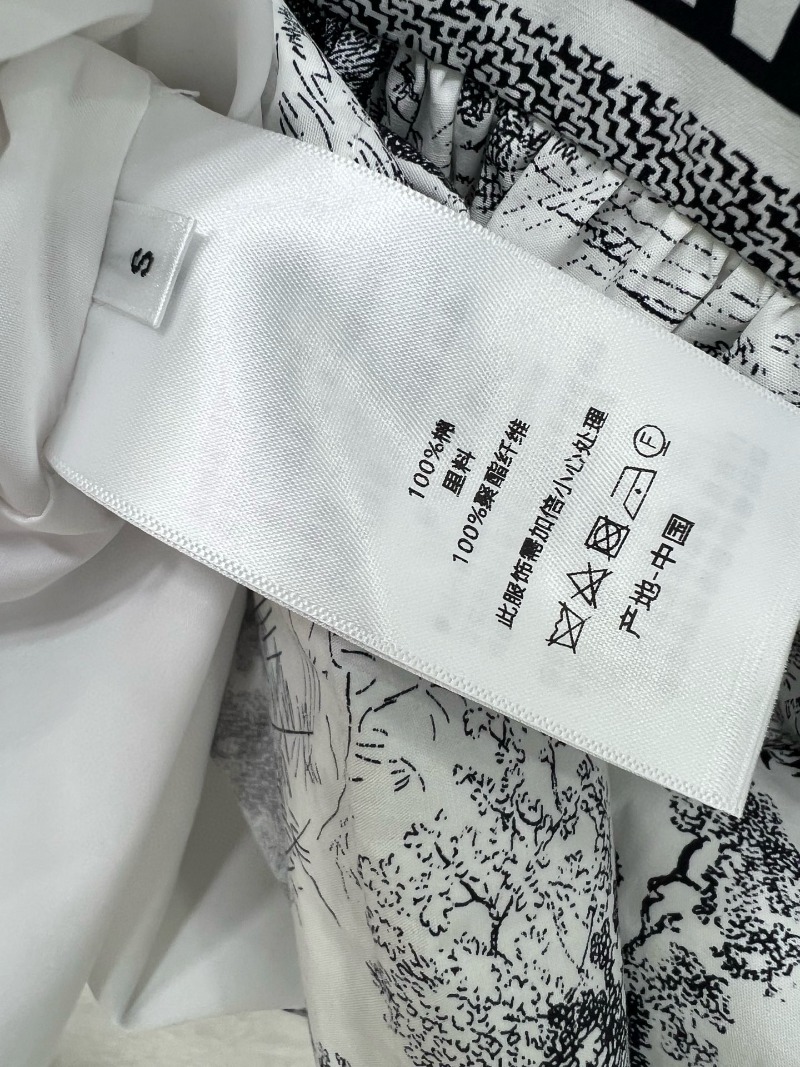 S
100%棉
里料
100%聚酯纤维
此服饰需加倍小心处理
F
产地-中国